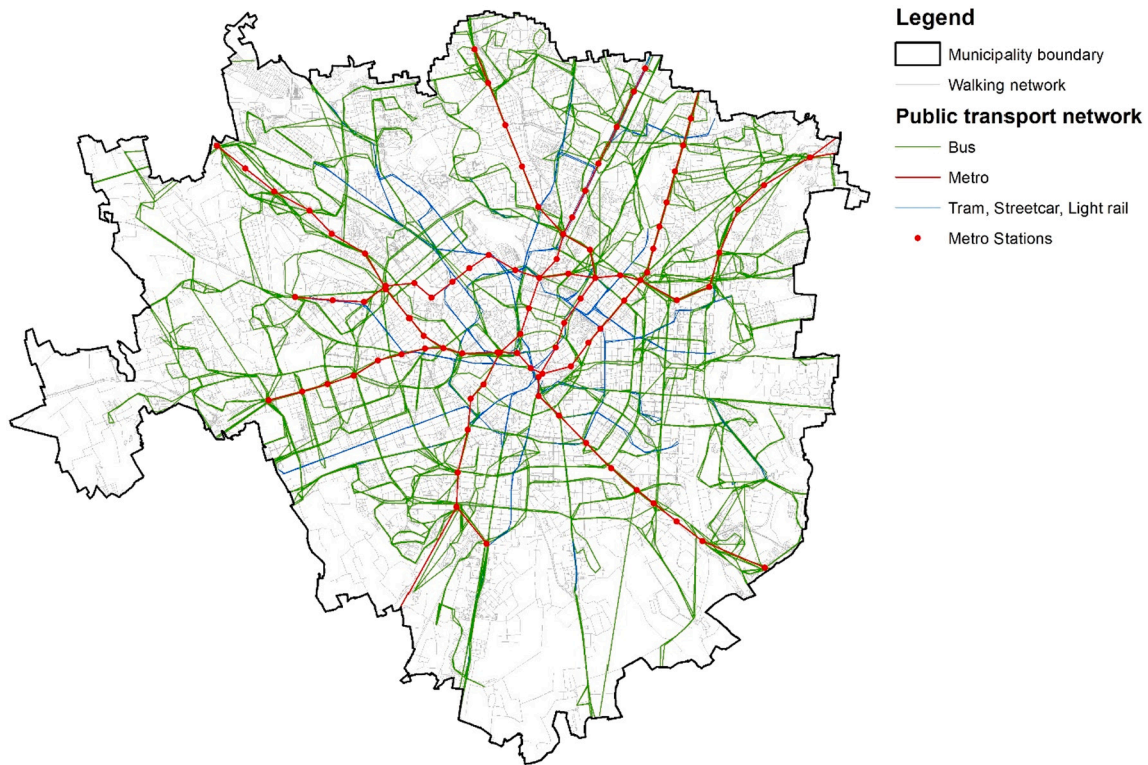 Legend
Municipality boundary
Walking network
Public transport network
Bus
Metro
Tram, Streetcar, Light rail
Metro Stations